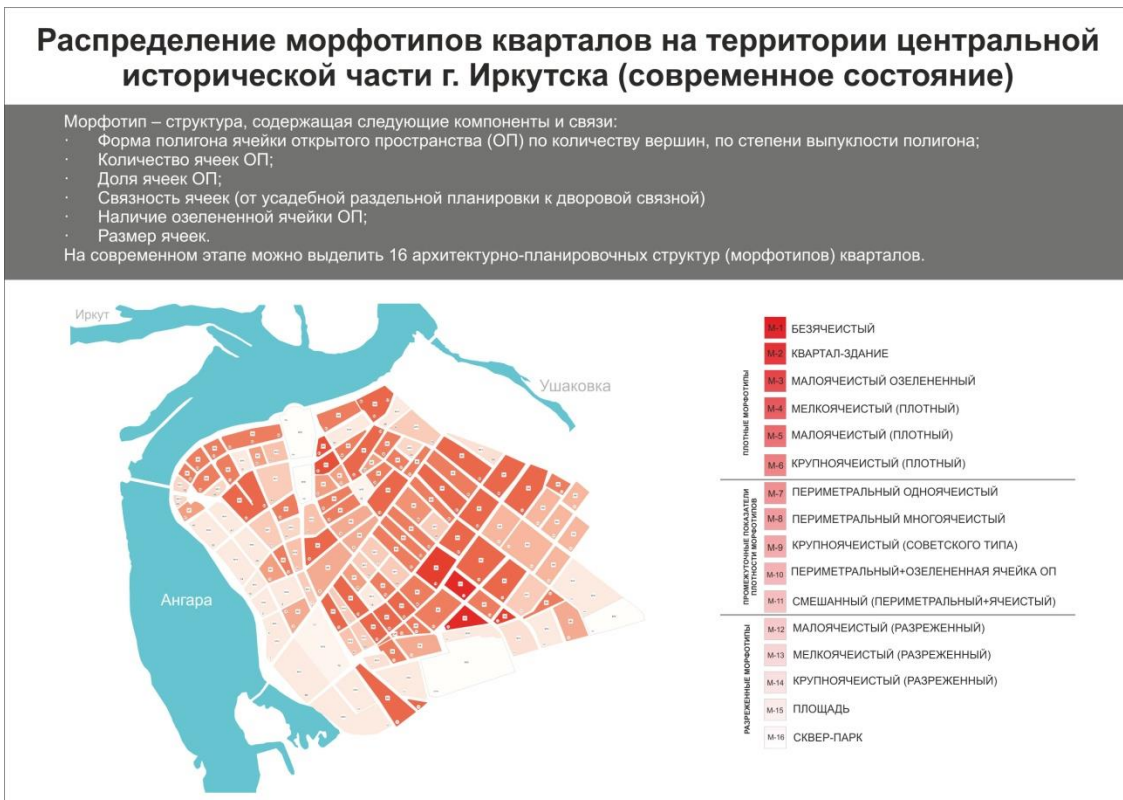 Распределение морфотипов кварталов на территории центральной
исторической части г. Иркутска (современное состояние)
Морфотип – структура, содержащая следующие компоненты и связи:
· Форма полигона ячейки открытого пространства (ОП) по количеству вершин, по степени выпуклости полигона;
· Количество ячеек ОП;
· Доля ячеек ОП;
· Связность ячеек (от усадебной раздельной планировки к дворовой связной)
· Наличие озелененной ячейки ОП;
· Размер ячеек.
На современном этапе можно выделить 16 архитектурно-планировочных структур (морфотипов) кварталов.
Иркут
Ушаковка
Ангара
ПЛОТНЫЕ МОРФОТИПЫ
M-1 БЕЗЯЧЕИСТЫЙ
M-2 КВАРТАЛ-ЗДАНИЕ
M-3 МАЛОЯЧЕИСТЫЙ ОЗЕЛЕНЕННЫЙ
M-4 МЕЛКОЯЧЕИСТЫЙ (ПЛОТНЫЙ)
M-5 МАЛОЯЧЕИСТЫЙ (ПЛОТНЫЙ)
M-6 КРУПНОЯЧЕИСТЫЙ (ПЛОТНЫЙ)
ПРОМЕЖУТОЧНЫЕ ПОКАЗАТЕЛИ
ПЛОТНОСТИ МОРФОТИПОВ
M-7 ПЕРИМЕТРАЛЬНЫЙ ОДНОЯЧЕИСТЫЙ
M-8 ПЕРИМЕТРАЛЬНЫЙ МНОГОЯЧЕИСТЫЙ
M-9 КРУПНОЯЧЕИСТЫЙ (СОВЕТСКОГО ТИПА)
M-10 ПЕРИМЕТРАЛЬНЫЙ+ОЗЕЛЕНЕННАЯ ЯЧЕЙКА ОП
M-11 СМЕШАННЫЙ (ПЕРИМЕТРАЛЬНЫЙ+ЯЧЕИСТЫЙ)
РАЗРЕЖЕННЫЕ МОРФОТИПЫ
M-12 МАЛОЯЧЕИСТЫЙ (РАЗРЕЖЕННЫЙ)
M-13 МЕЛКОЯЧЕИСТЫЙ (РАЗРЕЖЕННЫЙ)
M-14 КРУПНОЯЧЕИСТЫЙ (РАЗРЕЖЕННЫЙ)
M-15 ПЛОЩАДЬ
M-16 СКВЕР-ПАРК